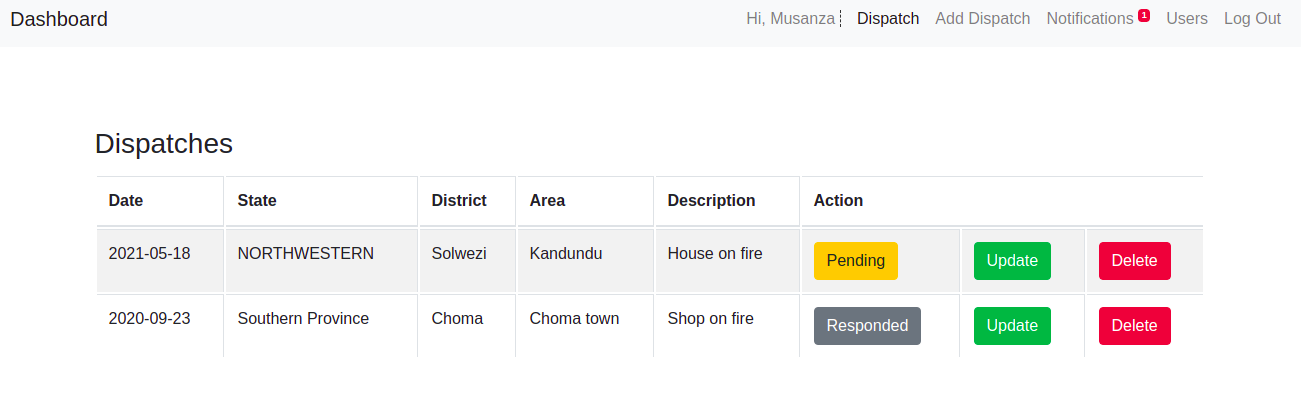 Dashboard Hi, Musanza Dispatch Add Dispatch Notifications 1 Users Log Out
Dispatches
Date State District Area Description Action
2021-05-18 NORTHWESTERN Solwezi Kandundu House on fire Pending Update Delete
2020-09-23 Southern Province Choma Choma town Shop on fire Responded Update Delete